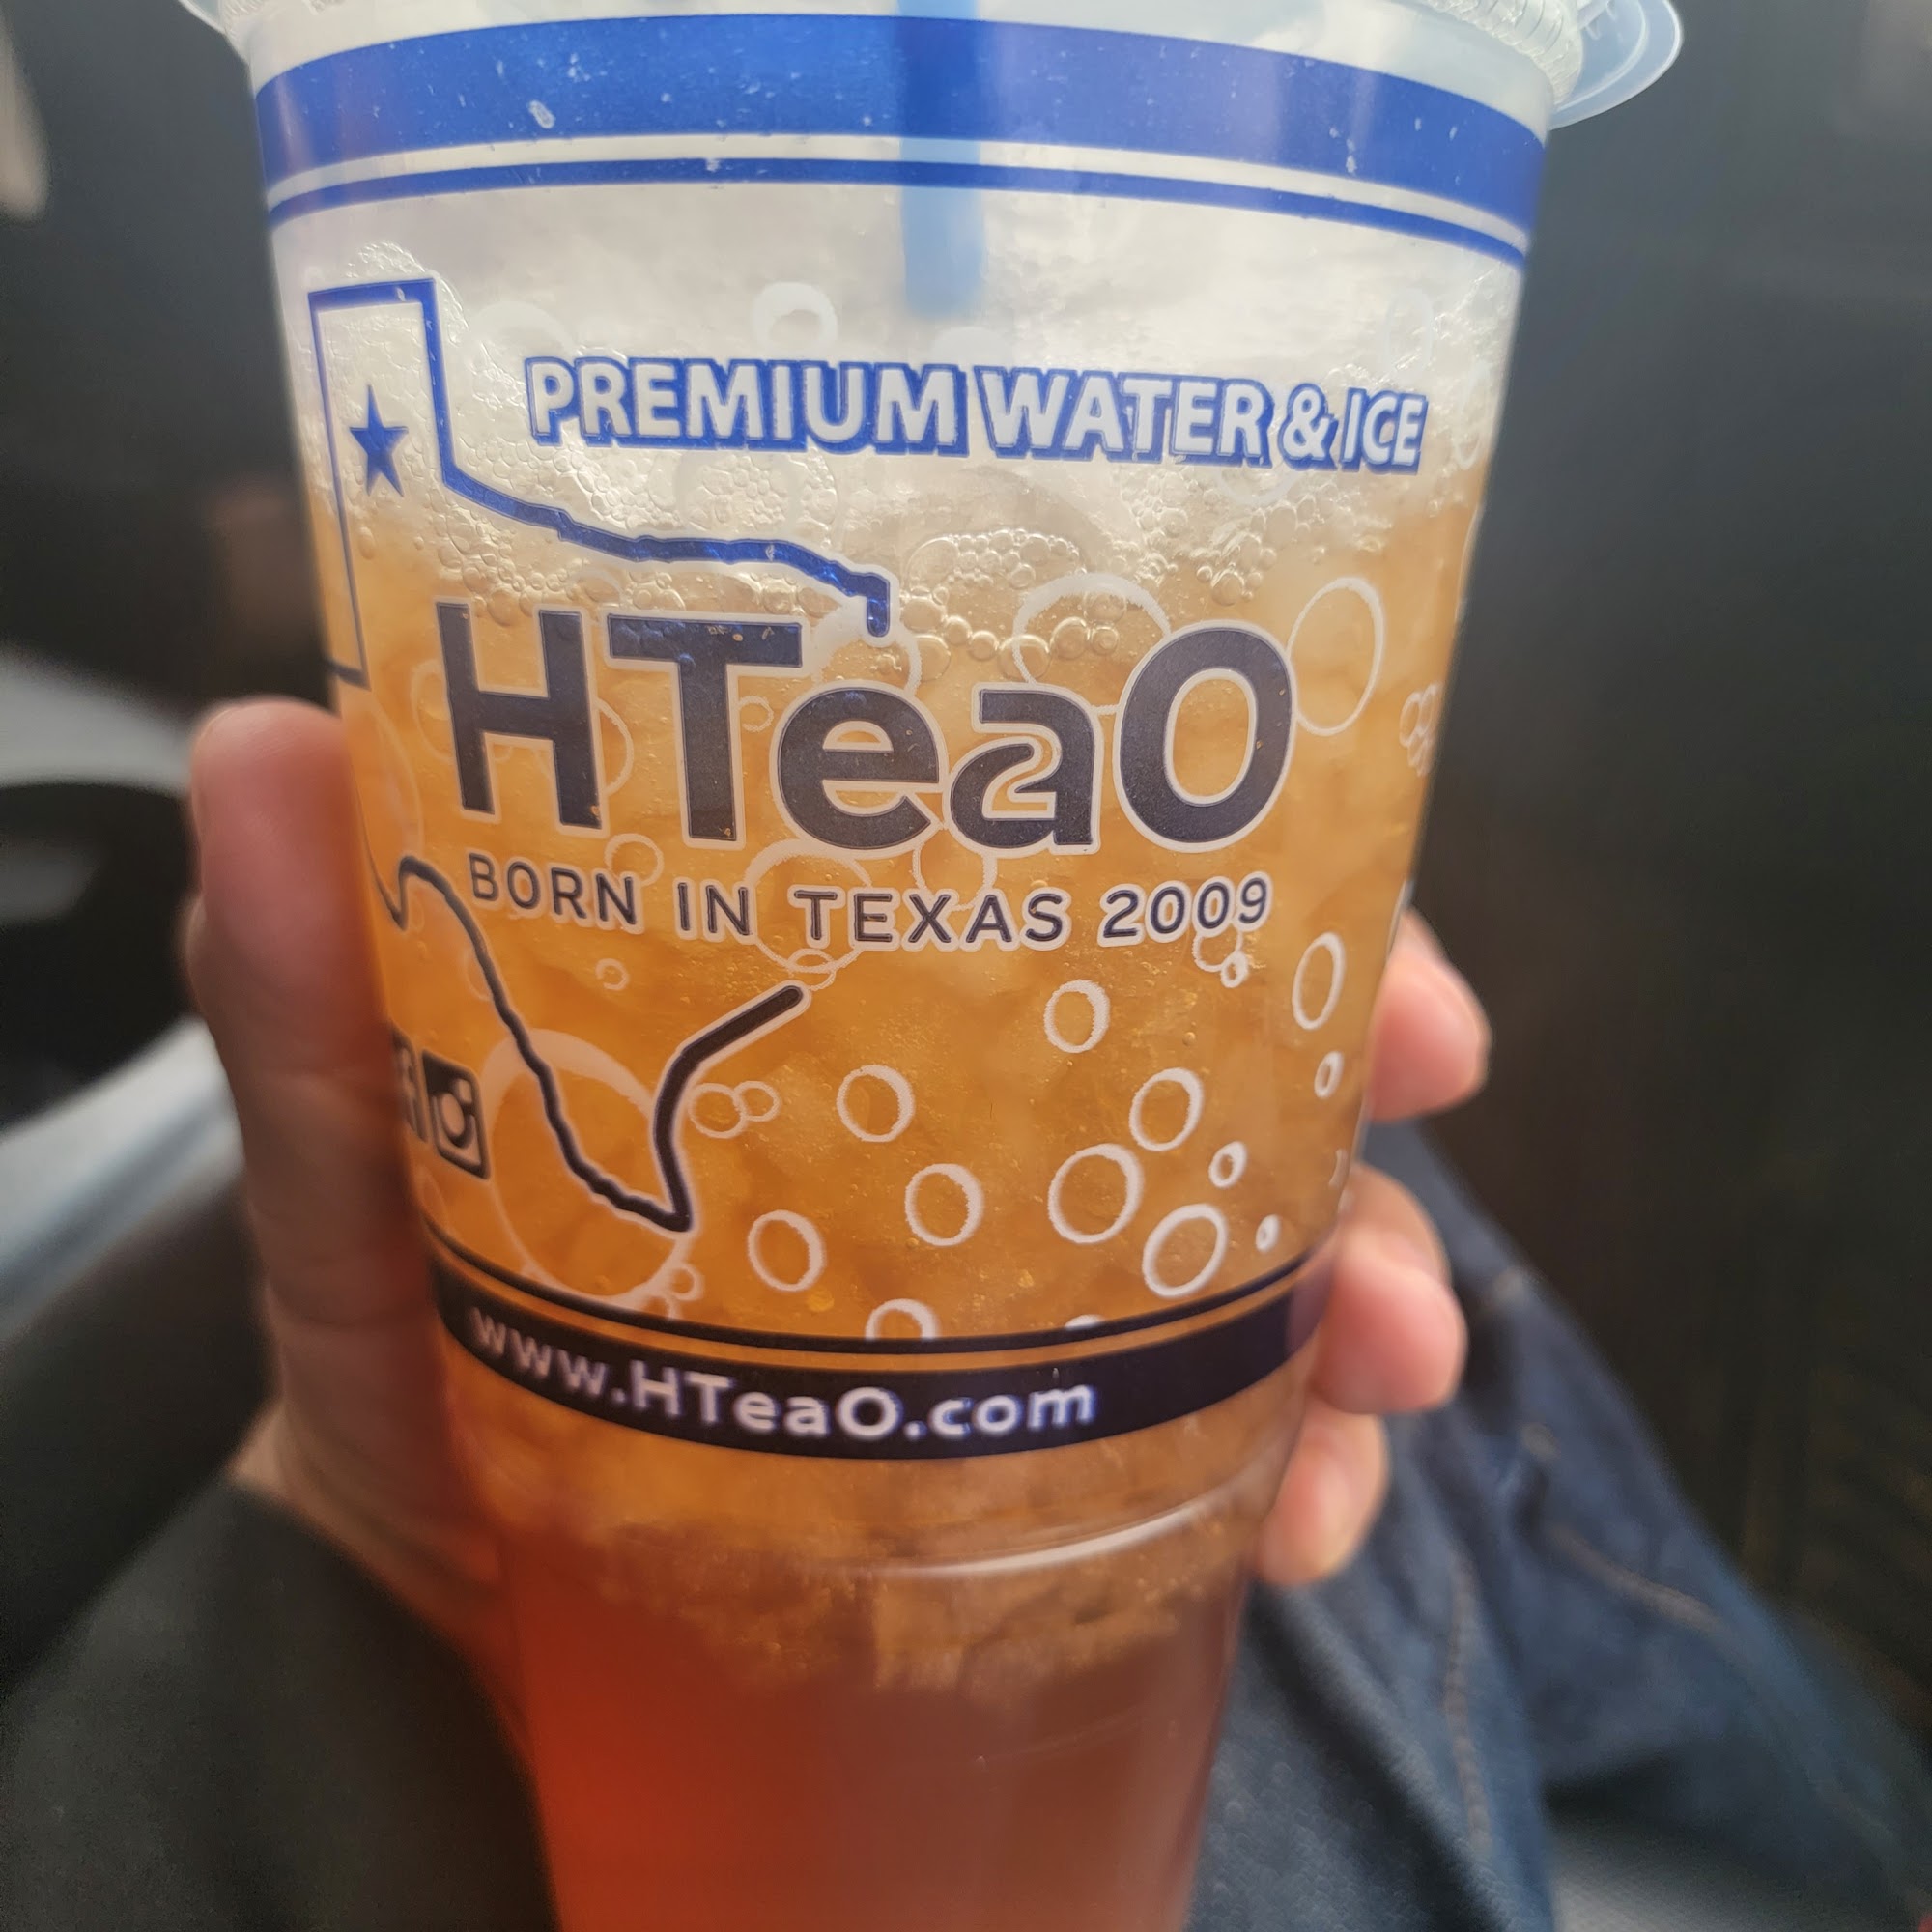 PREMIUM WATER & ICE
HTeaO
BORN IN TEXAS 2009
www.HTeaO.com